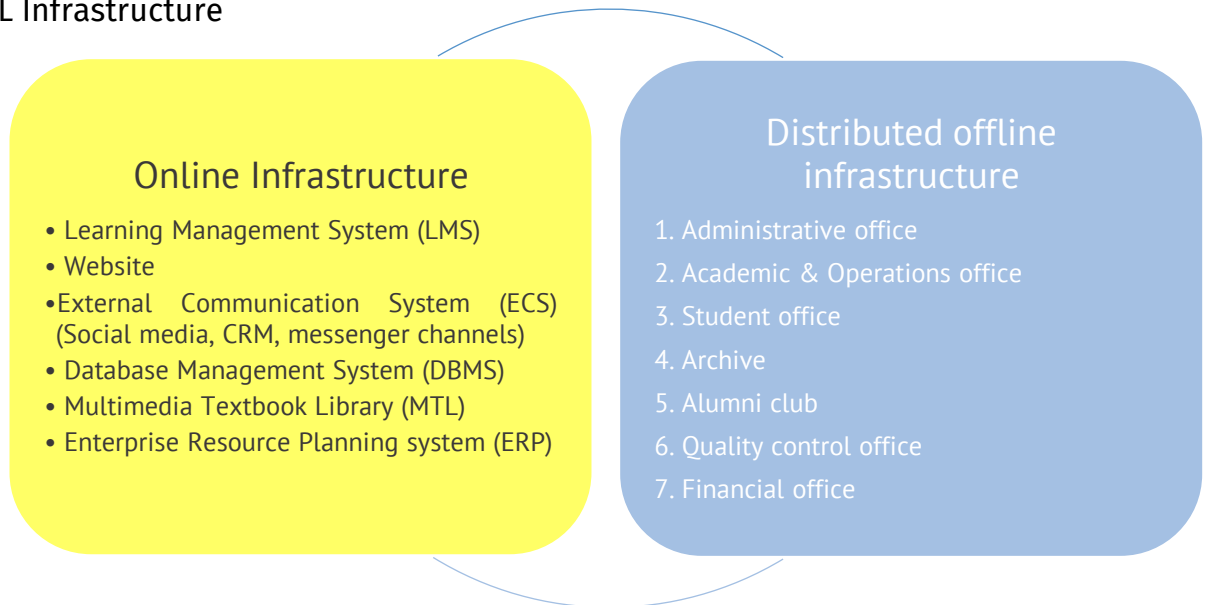 L Infrastructure
Online Infrastructure
• Learning Management System (LMS)
• Website
•External Communication System (ECS)
(Social media, CRM, messenger channels)
• Database Management System (DBMS)
• Multimedia Textbook Library (MTL)
• Enterprise Resource Planning system (ERP)
Distributed offline
infrastructure
1. Administrative office
2. Academic & Operations office
3. Student office
4. Archive
5. Alumni club
6. Quality control office
7. Financial office